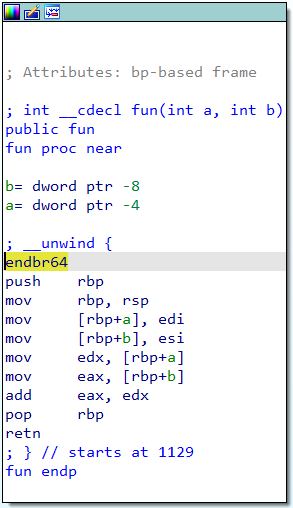 ; Attributes: bp-based frame
; int __cdecl fun(int a, int b)
public fun
fun proc near
b= dword ptr -8
a= dword ptr -4
; __unwind {
endbr64
push    rbp
mov     rbp, rsp
mov     [rbp+a], edi
mov     [rbp+b], esi
mov     edx, [rbp+a]
mov     eax, [rbp+b]
add     eax, edx
pop     rbp
retn
; } // starts at 1129
fun endp